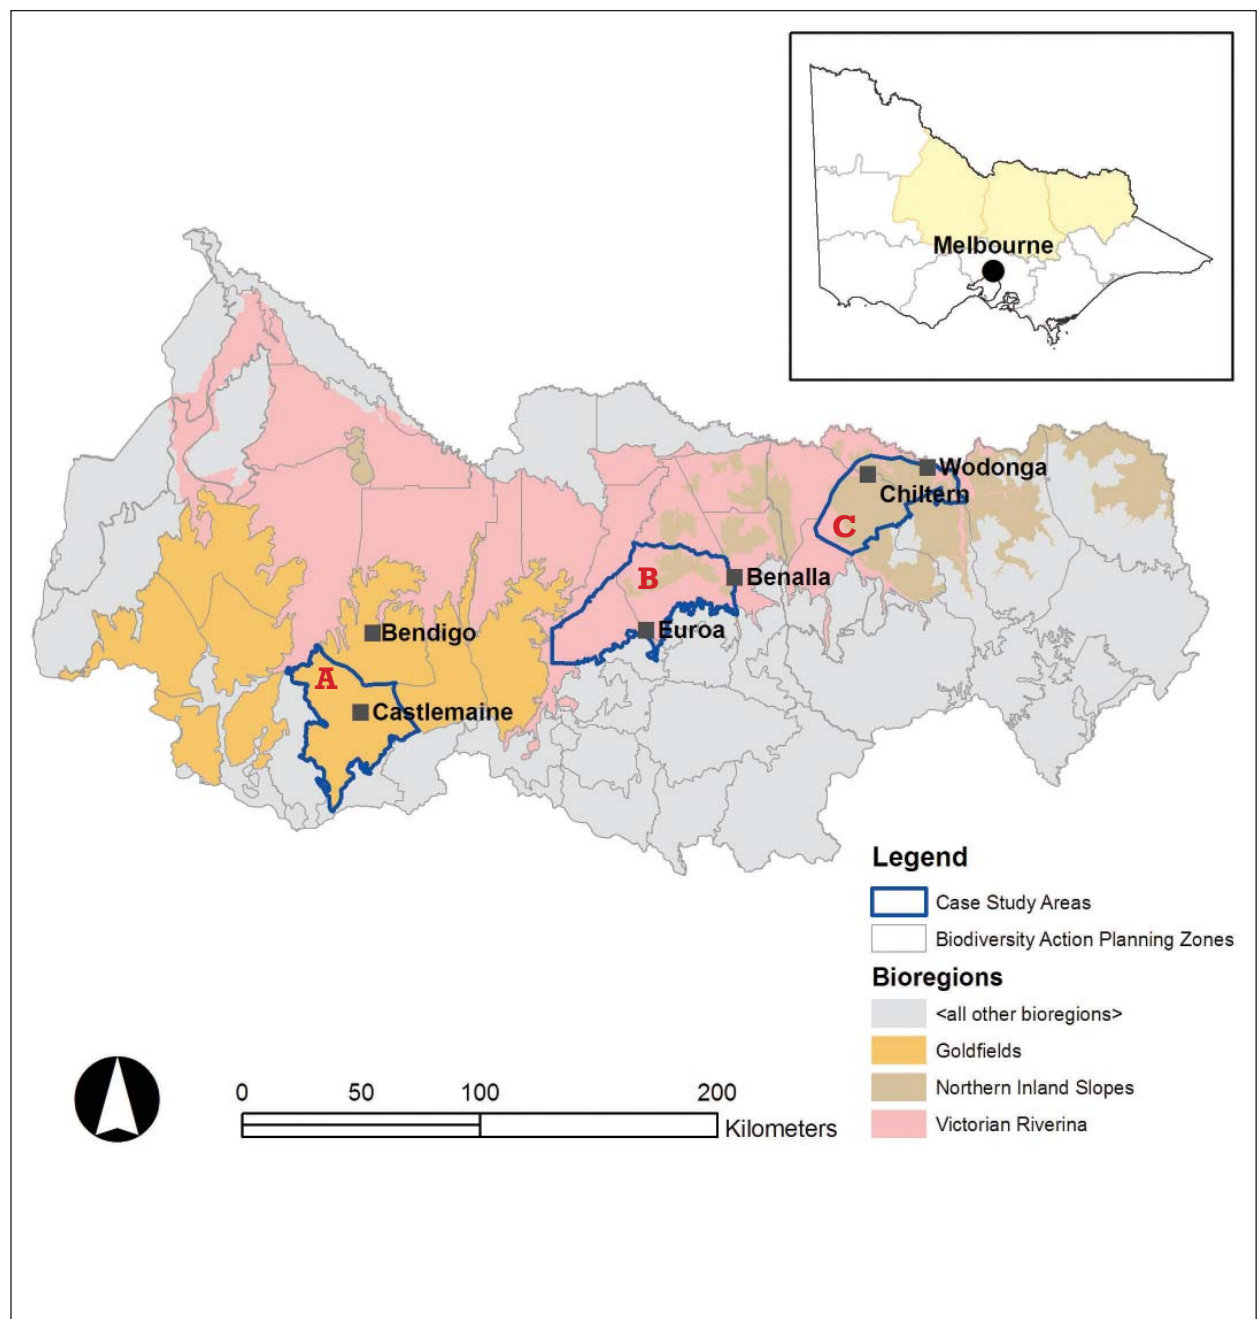 Melbourne
Wodonga
Chiltern
C
B
Benalla
Euroa
Bendigo
A
Castlemaine
Legend
Case Study Areas
Biodiversity Action Planning Zones
Bioregions
<all other bioregions>
Goldfields
Northern Inland Slopes
Victorian Riverina
0 50 100 200
Kilometers